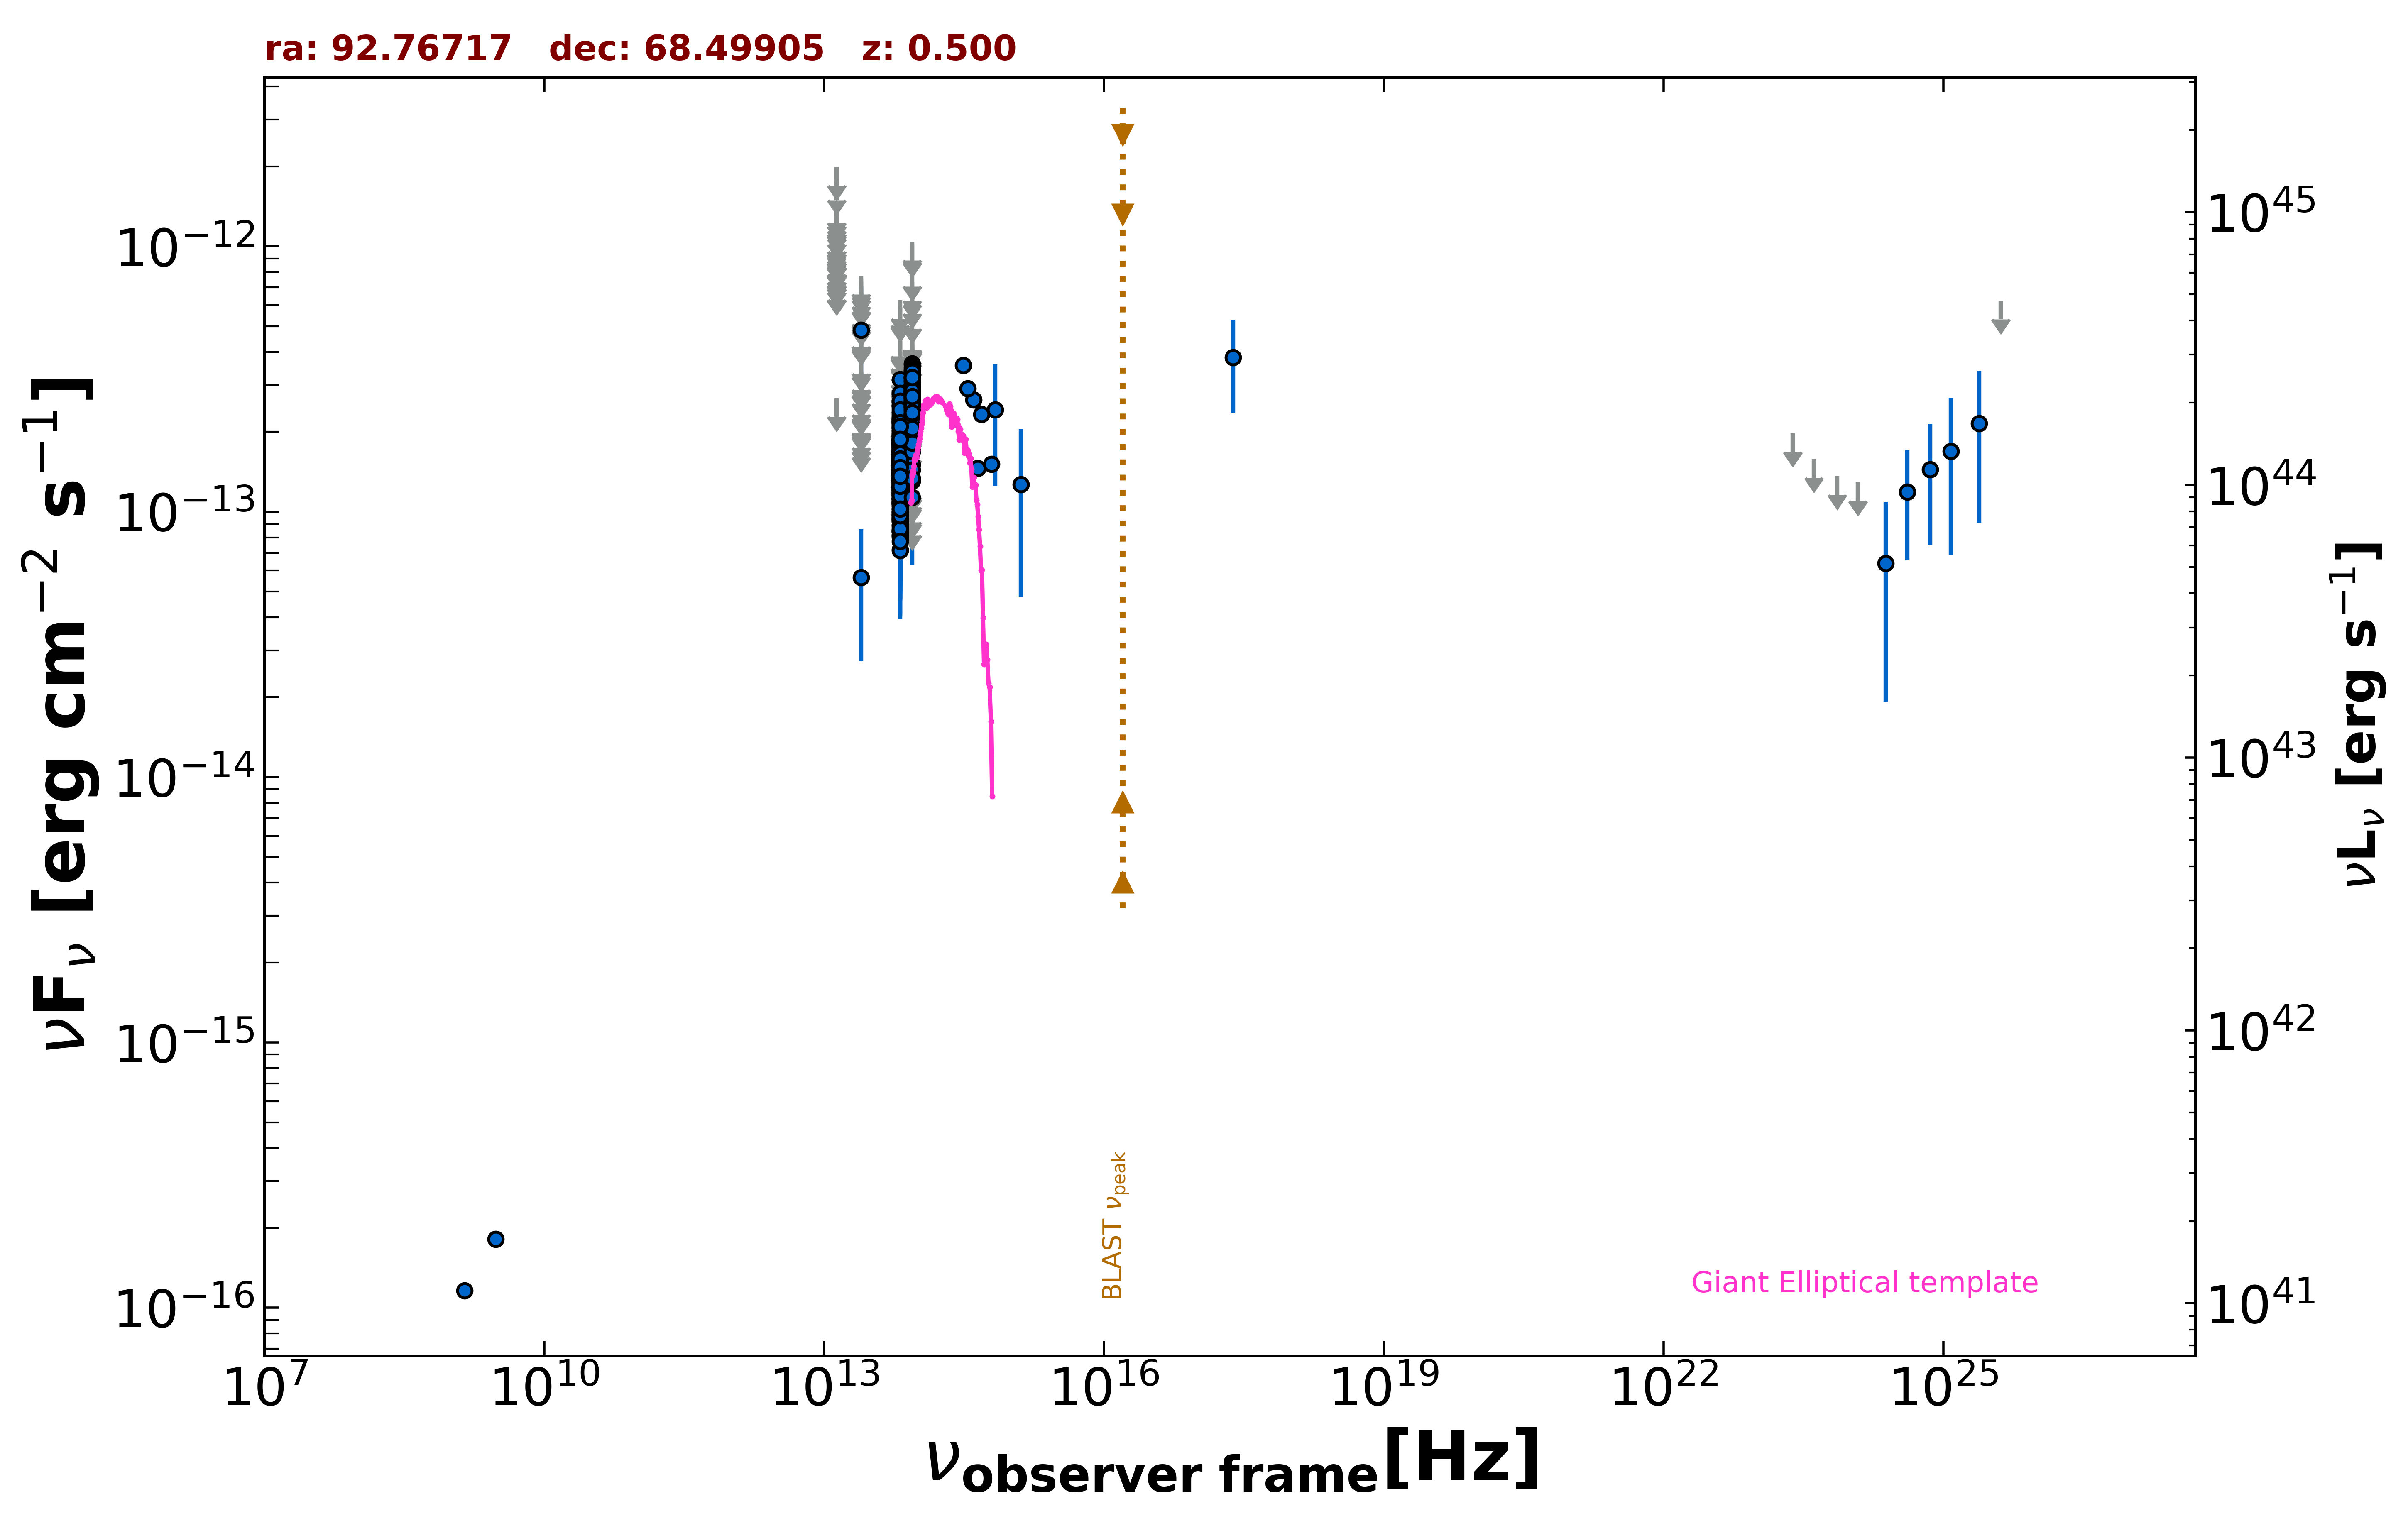 ra: 92.76717 dec: 68.49905 z: 0.500
νFν [erg cm−2 s−1]
10−12
10−13
10−14
10−15
10−16
νLν [erg s−1]
1045
1044
1043
1042
1041
BLAST νpeak
Giant Elliptical template
107
1010
1013
1016
1019
1022
1025
νobserver frame[Hz]